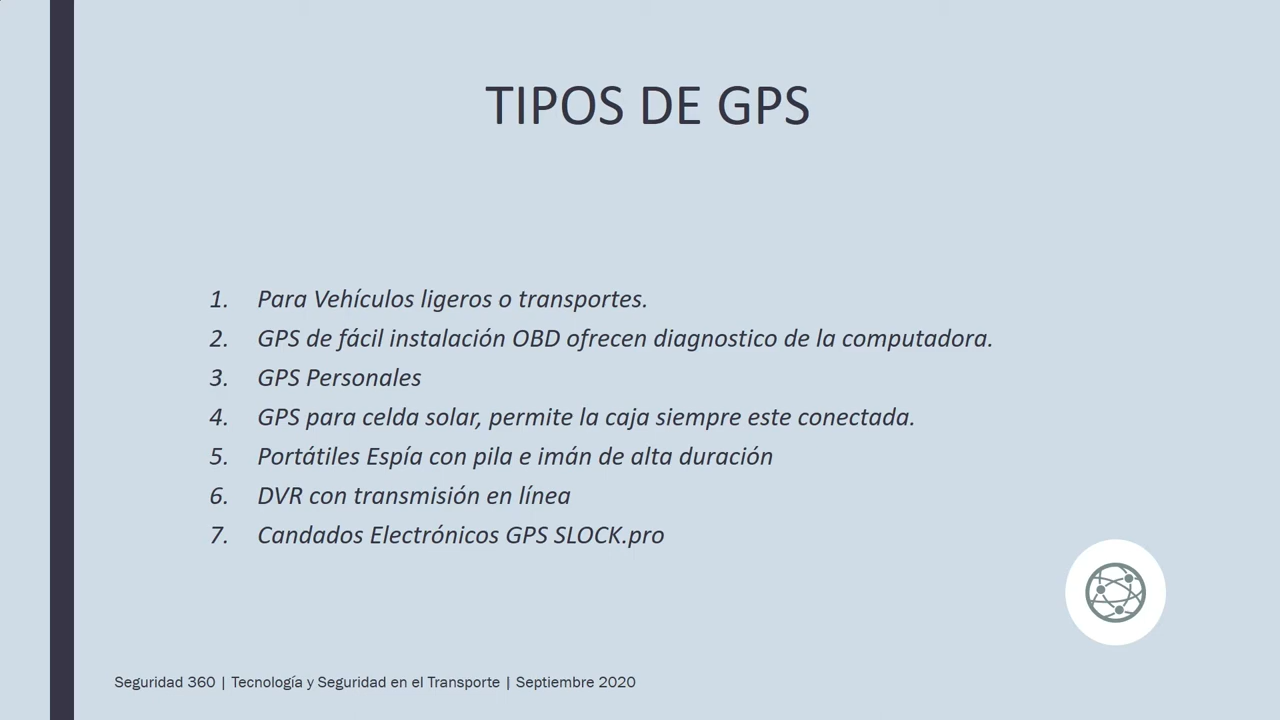 TIPOS DE GPS
1. Para Vehículos ligeros o transportes.
2. GPS de fácil instalación OBD ofrecen diagnostico de la computadora.
3. GPS Personales
4. GPS para celda solar, permite la caja siempre este conectada.
5. Portátiles Espía con pila e imán de alta duración
6. DVR con transmisión en línea
7. Candados Electrónicos GPS SLOCK.pro
Seguridad 360 | Tecnología y Seguridad en el Transporte | Septiembre 2020